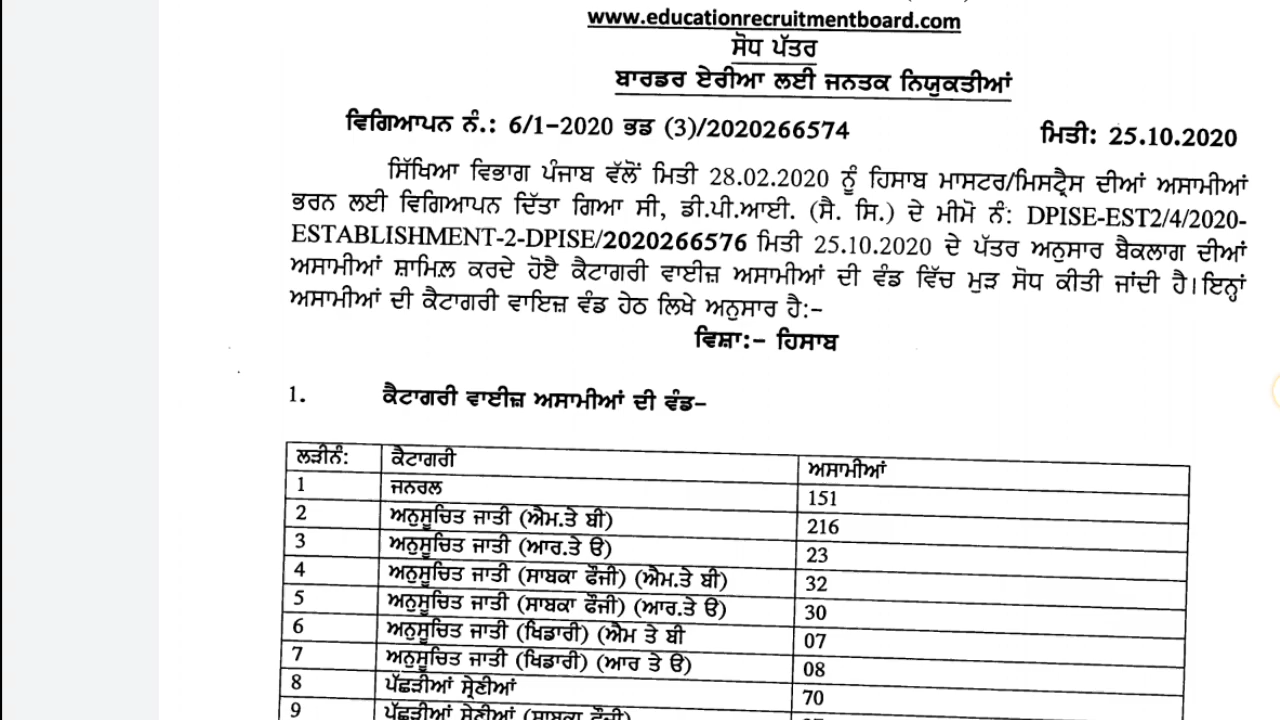 www.educationrecruitmentboard.com
ਸੋਧ ਪੱਤਰ
ਬਾਰਡਰ ਏਰੀਆ ਲਈ ਜਨਤਕ ਨਿਯੁਕਤੀਆਂ
ਵਿਗਿਆਪਨ ਨੰ.: 6/1-2020 ਭਡ (3)/2020266574 ਮਿਤੀ: 25.10.2020
ਸਿੱਖਿਆ ਵਿਭਾਗ ਪੰਜਾਬ ਵੱਲੋਂ ਮਿਤੀ 28.02.2020 ਨੂੰ ਹਿਸਾਬ ਮਾਸਟਰ/ਮਿਸਟ੍ਰੈਸ ਦੀਆਂ ਅਸਾਮੀਆਂ
ਭਰਨ ਲਈ ਵਿਗਿਆਪਨ ਦਿੱਤਾ ਗਿਆ ਸੀ, ਡੀ.ਪੀ.ਆਈ. (ਸੈ. ਸਿ.) ਦੇ ਮੀਮੋ ਨੰ: DPISE-EST2/4/2020-
ESTABLISHMENT-2-DPISE/2020266576 ਮਿਤੀ 25.10.2020 ਦੇ ਪੱਤਰ ਅਨੁਸਾਰ ਬੈਕਲਾਗ ਦੀਆਂ
ਅਸਾਮੀਆਂ ਸ਼ਾਮਿਲ ਕਰਦੇ ਹੋਏ ਕੈਟਾਗਰੀ ਵਾਈਜ਼ ਅਸਾਮੀਆਂ ਦੀ ਵੰਡ ਵਿੱਚ ਮੁੜ ਸੋਧ ਕੀਤੀ ਜਾਂਦੀ ਹੈ।ਇਨ੍ਹਾਂ
ਅਸਾਮੀਆਂ ਦੀ ਕੈਟਾਗਰੀ ਵਾਇਜ਼ ਵੰਡ ਹੇਠ ਲਿਖੇ ਅਨੁਸਾਰ ਹੈ:-
ਵਿਸ਼ਾ:- ਹਿਸਾਬ
1. ਕੈਟਾਗਰੀ ਵਾਈਜ਼ ਅਸਾਮੀਆਂ ਦੀ ਵੰਡ-
ਲੜੀਨੰ: ਕੈਟਾਗਰੀ ਅਸਾਮੀਆਂ
1 ਜਨਰਲ 151
2 ਅਨੁਸੂਚਿਤ ਜਾਤੀ (ਐਮ.ਤੇ ਬੀ) 216
3 ਅਨੁਸੂਚਿਤ ਜਾਤੀ (ਆਰ.ਤੇ ੳ) 23
4 ਅਨੁਸੂਚਿਤ ਜਾਤੀ (ਸਾਬਕਾ ਫੌਜੀ) (ਐਮ.ਤੇ ਬੀ) 32
5 ਅਨੁਸੂਚਿਤ ਜਾਤੀ (ਸਾਬਕਾ ਫੌਜੀ) (ਆਰ.ਤੇ ੳ) 30
6 ਅਨੁਸੂਚਿਤ ਜਾਤੀ (ਖਿਡਾਰੀ) (ਐਮ ਤੇ ਬੀ 07
7 ਅਨੁਸੂਚਿਤ ਜਾਤੀ (ਖਿਡਾਰੀ) (ਆਰ ਤੇ ੳ) 08
8 ਪੱਛੜੀਆਂ ਸ਼੍ਰੇਣੀਆਂ 70
9 ਪੱਛੜੀਆਂ ਸ਼੍ਰੇਣੀਆਂ (ਸਾਬਕਾ ਫੌਜੀ)